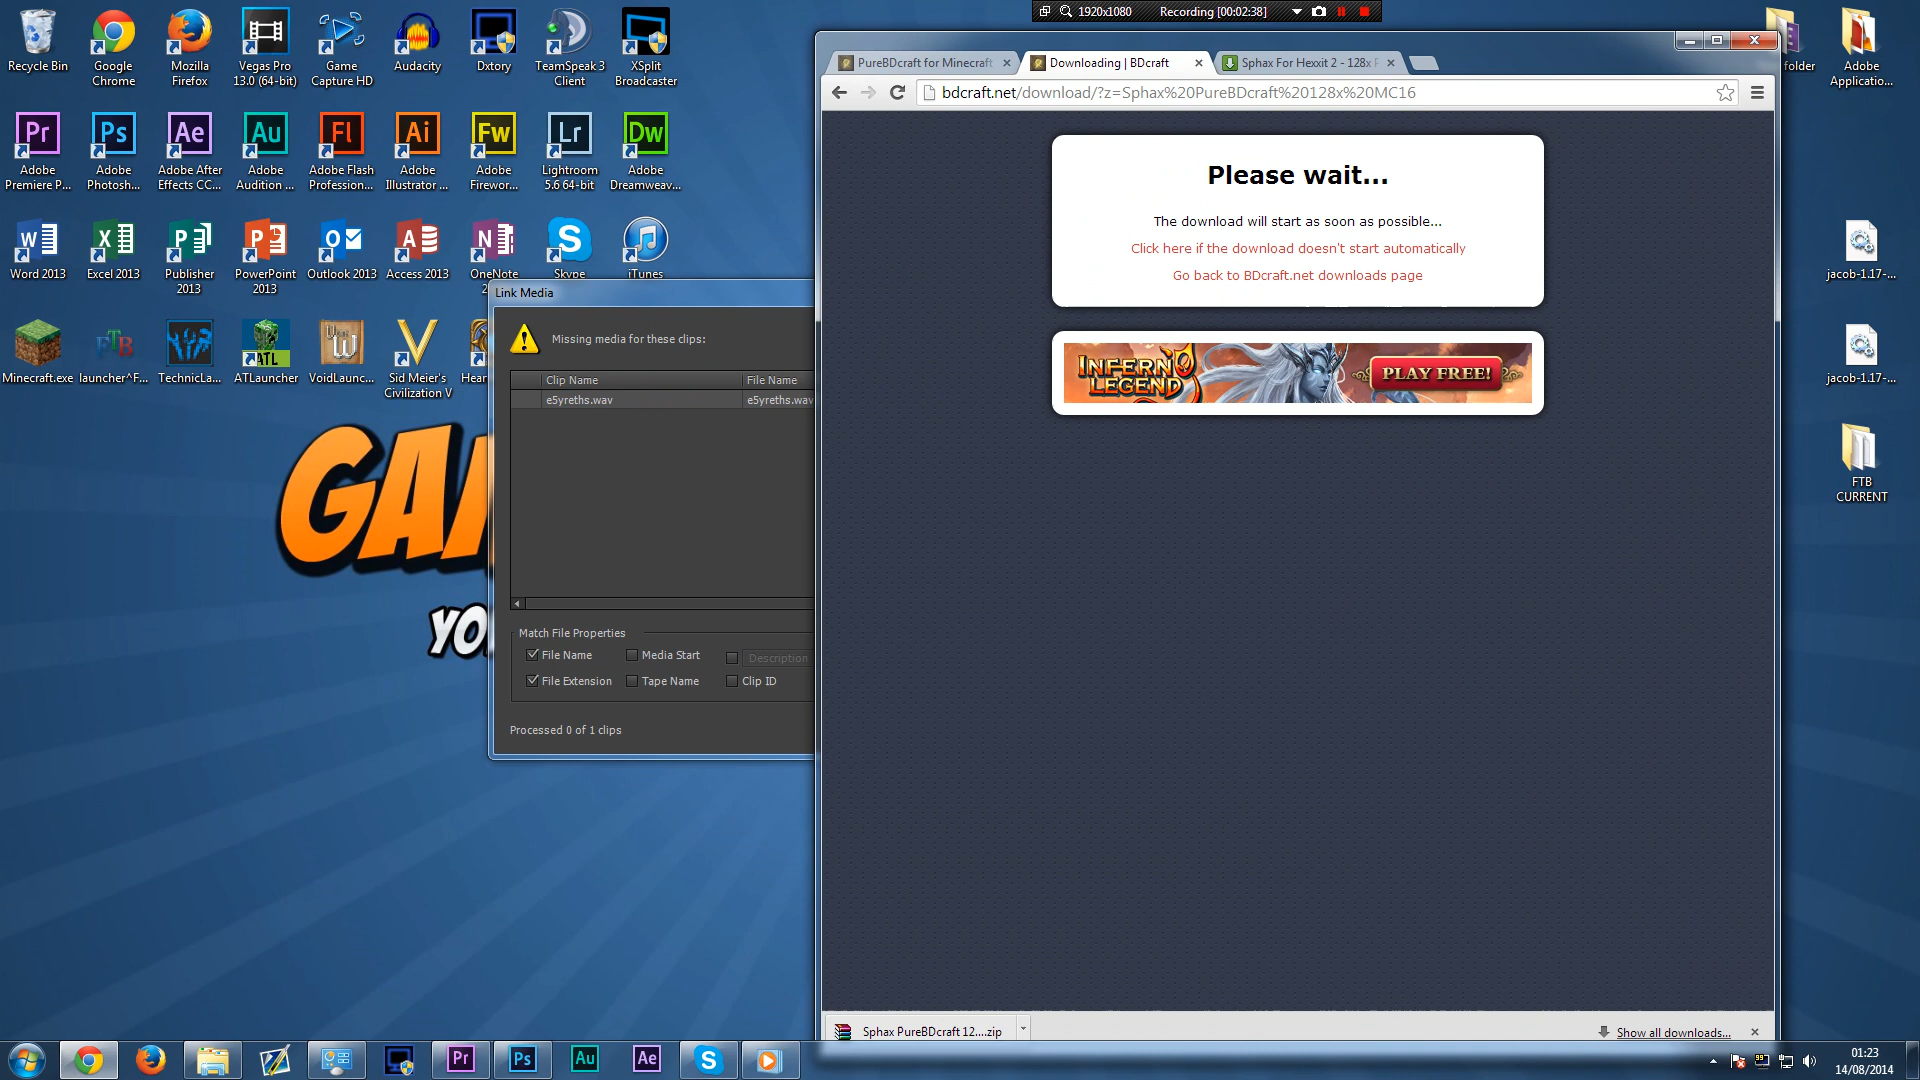 1920x1080 Recording [00:02:38]
Recycle Bin
Google Chrome
Mozilla Firefox
Vegas Pro 13.0 (64-bit)
Game Capture HD
Audacity
Dxtory
TeamSpeak 3 Client
XSplit Broadcaster
folder
Adobe Applicatio...
Adobe Premiere P...
Adobe Photosh...
Adobe After Effects CC...
Adobe Audition ...
Adobe Flash Profession...
Adobe Illustrator ...
Adobe Firewor...
Lightroom 5.6 64-bit
Adobe Dreamweav...
Word 2013
Excel 2013
Publisher 2013
PowerPoint 2013
Outlook 2013
Access 2013
OneNote 2
Skype
iTunes
jacob-1.17-...
Minecraft.exe
launcher^F...
TechnicLa...
ATLauncher
VoidLaunc...
Sid Meier's Civilization V
Hear
jacob-1.17-...
FTB CURRENT
GA
YO
Link Media
Missing media for these clips:
Clip Name File Name
e5yreths.wav e5yreths.wav
Match File Properties
File Name Media Start Description
File Extension Tape Name Clip ID
Processed 0 of 1 clips
PureBDcraft for Minecraft
Downloading | BDcraft
Sphax For Hexxit 2 - 128x
bdcraft.net/download/?z=Sphax%20PureBDcraft%20128x%20MC16
Please wait...
The download will start as soon as possible...
Click here if the download doesn't start automatically
Go back to BDcraft.net downloads page
INFERNO LEGEND
PLAY FREE!
Sphax PureBDcraft 12....zip
Show all downloads...
01:23
14/08/2014